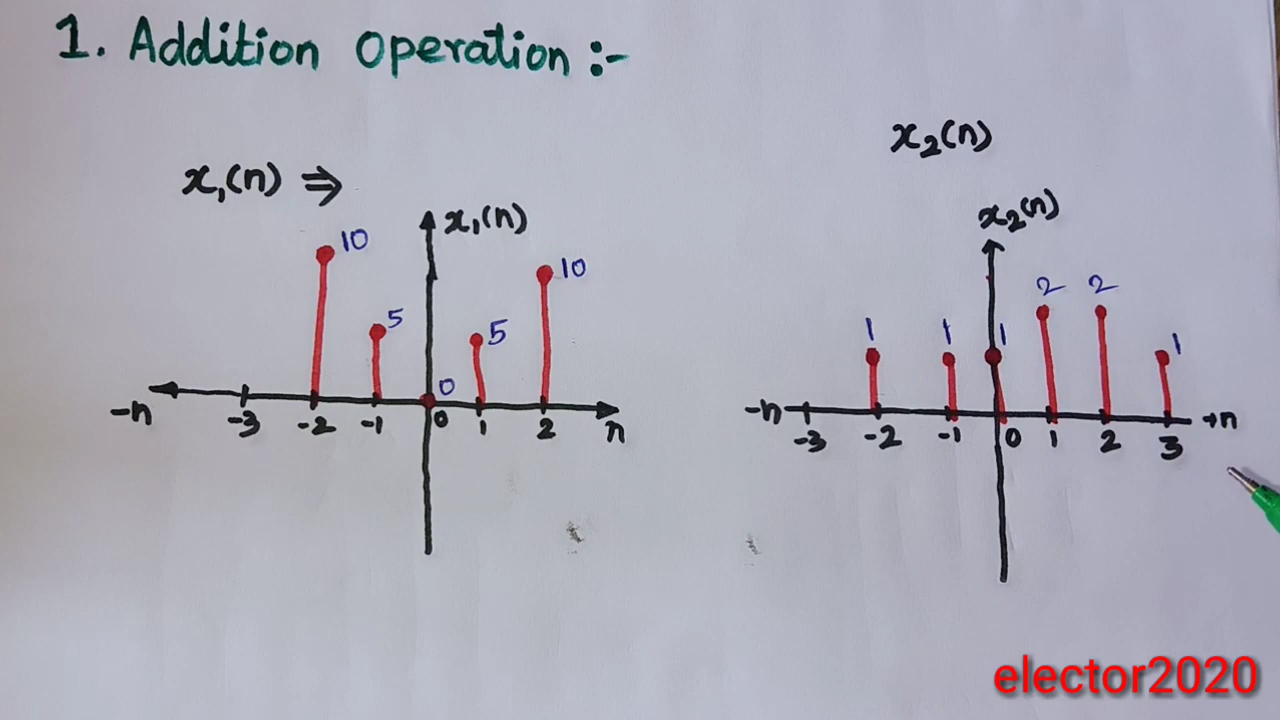 1. Addition Operation :-
x₁(n) ⇒
x₁(n)
10
5
0
5
10
-n -3 -2 -1 0 1 2 n
x₂(n)
x₂(n)
1 1 1 2 2 1
-n -3 -2 -1 0 1 2 3 +n
elector2020